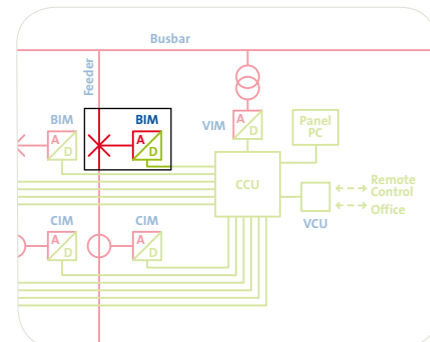 Busbar
Feeder
BIM
A
D
BIM
A
D
VIM
A
D
Panel
PC
CCU
VCU
Remote
Control
Office
CIM
A
D
CIM
A
D